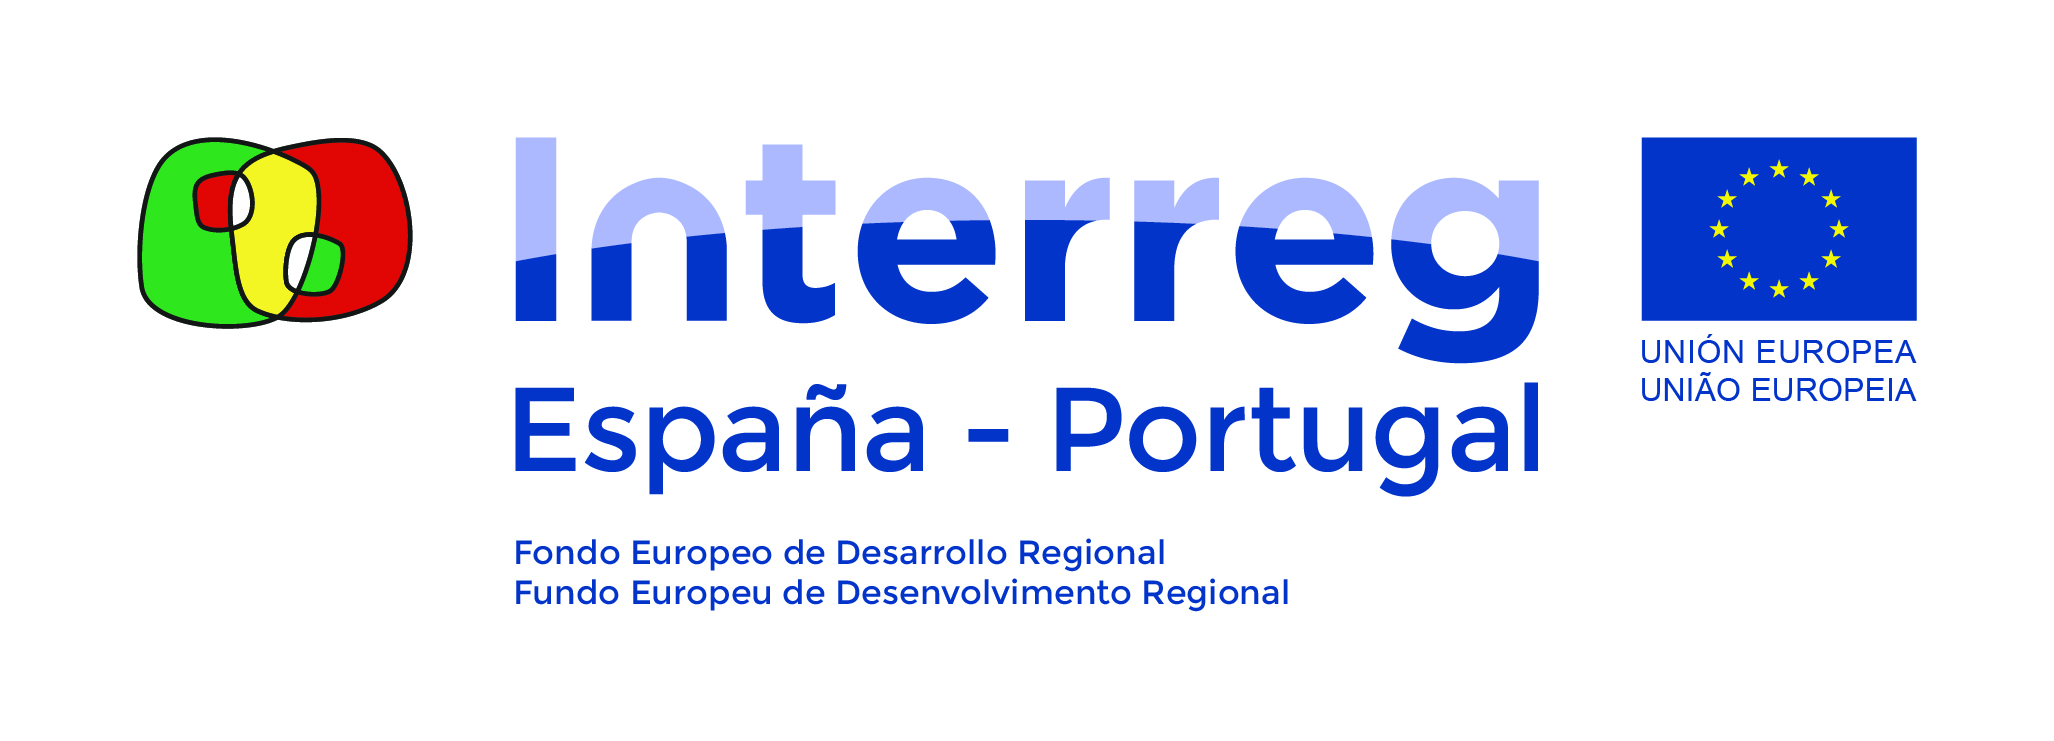 Interreg
España - Portugal
Fondo Europeo de Desarrollo Regional
Fundo Europeu de Desenvolvimento Regional
UNIÓN EUROPEA
UNIÃO EUROPEIA